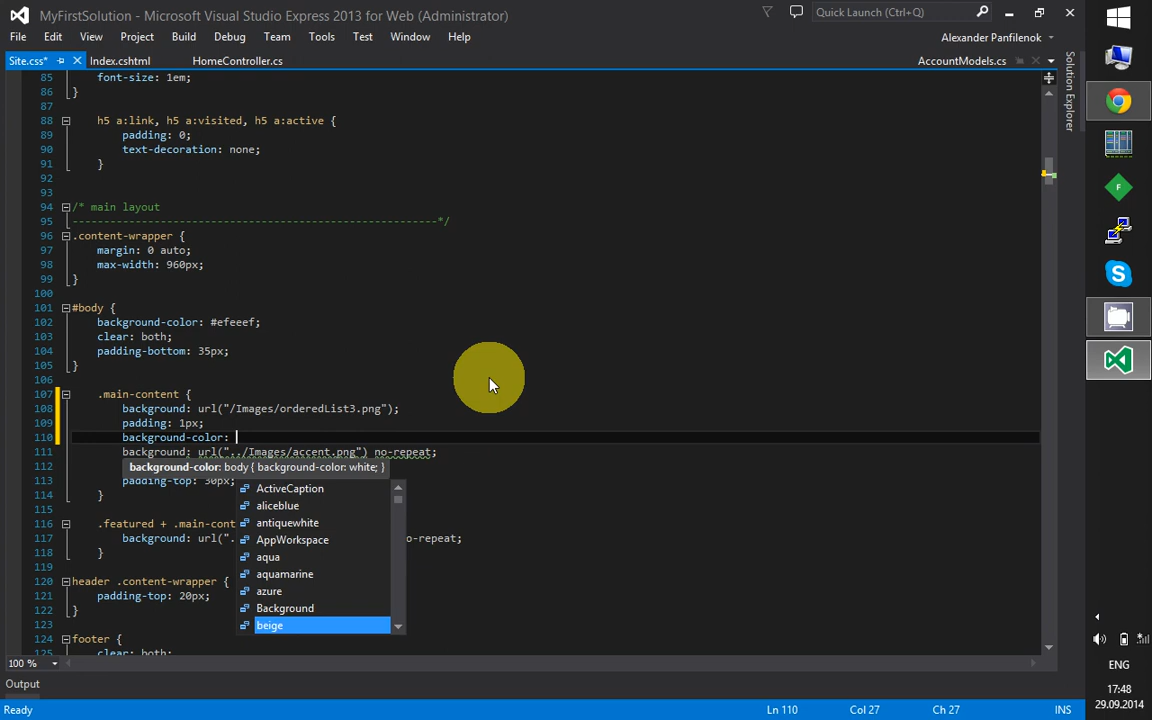 MyFirstSolution - Microsoft Visual Studio Express 2013 for Web (Administrator)
Quick Launch (Ctrl+Q)
File Edit View Project Build Debug Team Tools Test Window Help
Alexander Panfilenok
Site.css* Index.cshtml HomeController.cs AccountModels.cs
Solution Explorer
85 font-size: 1em;
86 }
87
88 h5 a:link, h5 a:visited, h5 a:active {
89 padding: 0;
90 text-decoration: none;
91 }
92
93
94 /* main layout
95 ----------------------------------------------------------*/
96 .content-wrapper {
97 margin: 0 auto;
98 max-width: 960px;
99 }
100
101 #body {
102 background-color: #efeeef;
103 clear: both;
104 padding-bottom: 35px;
105 }
106
107 .main-content {
108 background: url("/Images/orderedList3.png");
109 padding: 1px;
110 background-color:
111 background: url("../Images/accent.png") no-repeat;
112 background-color: body { background-color: white; }
113 padding-top: 30px;
114 }
115
116 .featured + .main-cont
117 background: url(". o-repeat;
118 }
119
120 header .content-wrapper {
121 padding-top: 20px;
122 }
123
124 footer {
125 clear: both;
ActiveCaption
aliceblue
antiquewhite
AppWorkspace
aqua
aquamarine
azure
Background
beige
100 %
Output
Ready Ln 110 Col 27 Ch 27 INS
ENG
17:48
29.09.2014